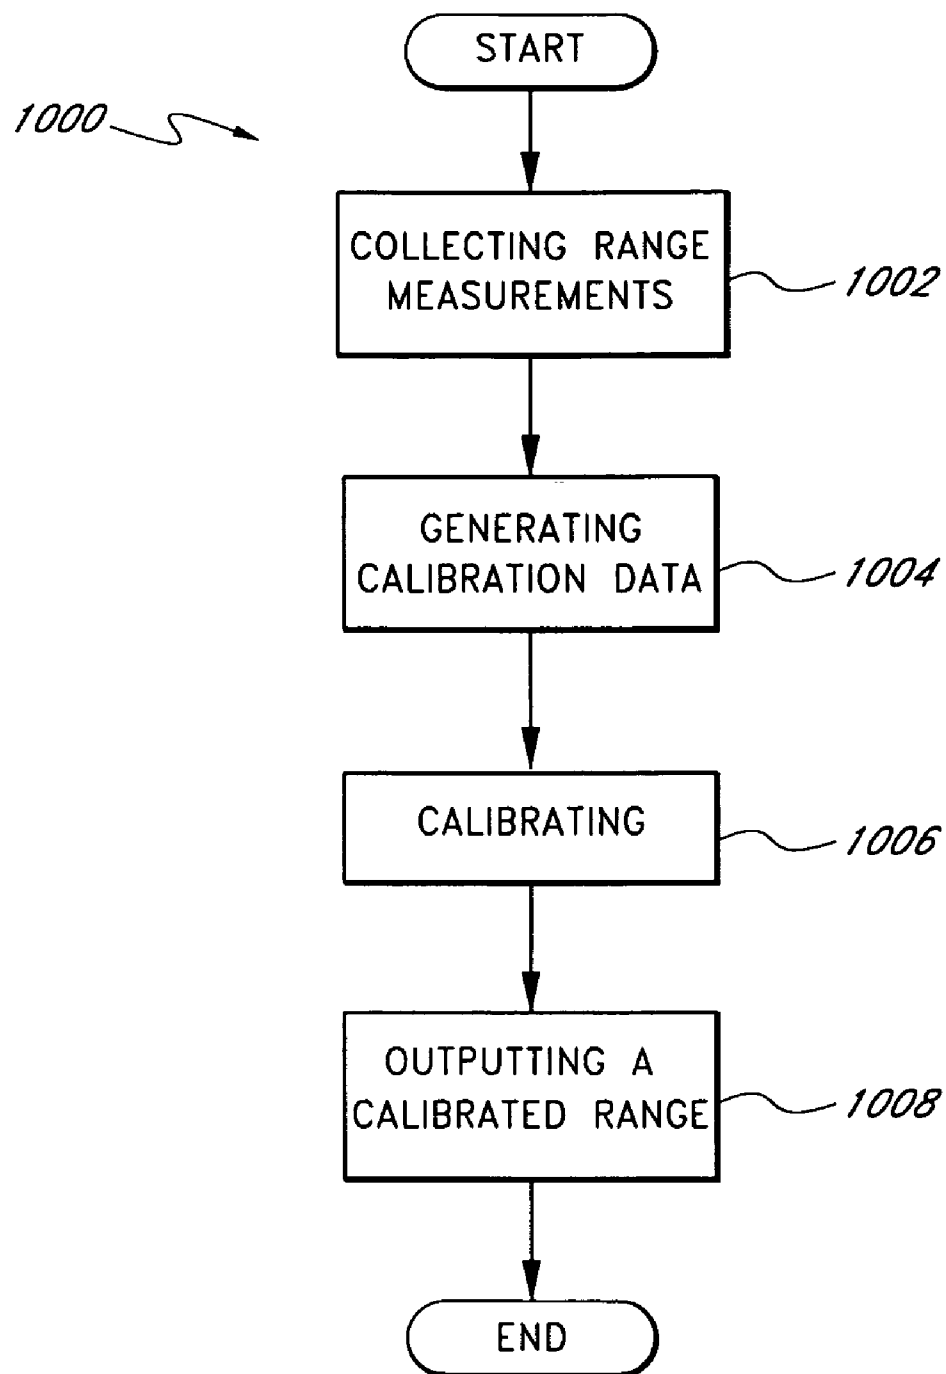 START
1000
COLLECTING RANGE
MEASUREMENTS
1002
GENERATING
CALIBRATION DATA
1004
CALIBRATING
1006
OUTPUTTING A
CALIBRATED RANGE
1008
END